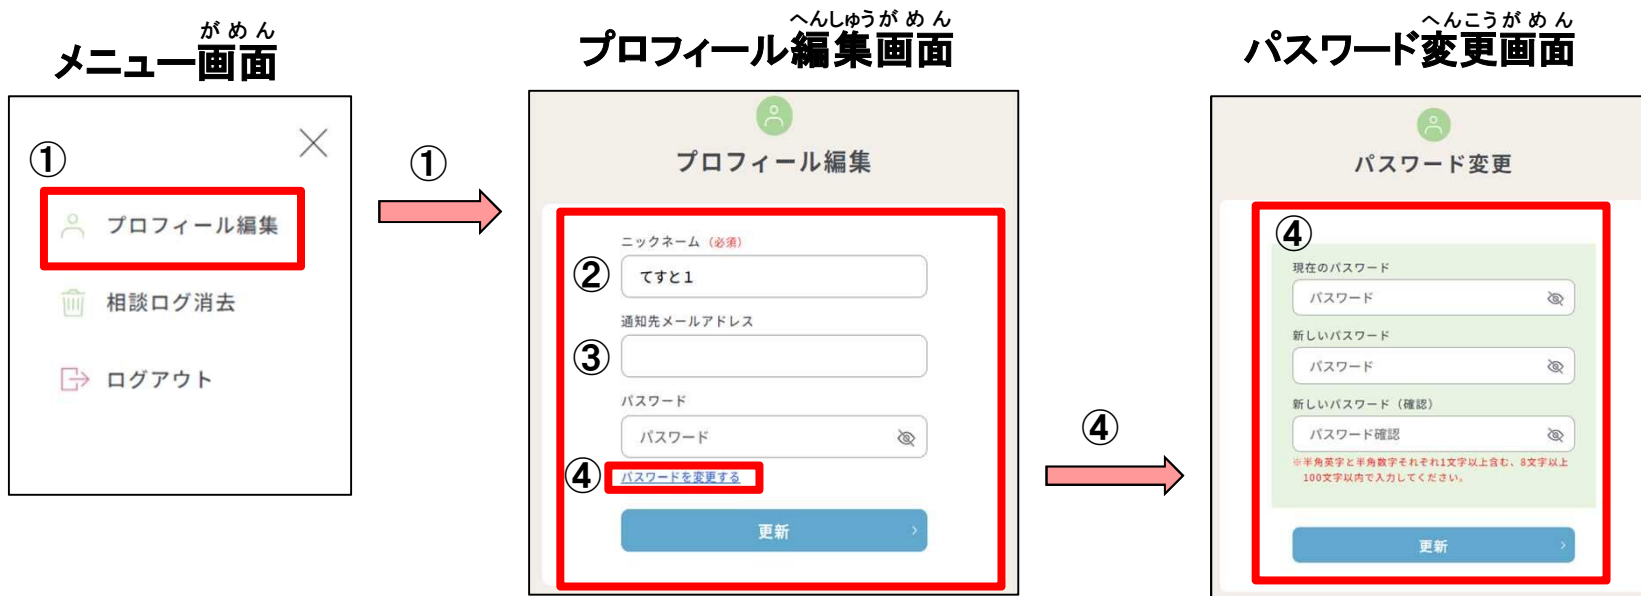 がめん
メニュー画面
①
プロフィール編集
相談ログ消去
ログアウト
①
へんしゅうがめん
プロフィール編集画面
プロフィール編集
ニックネーム（必須）
②
てすと１
通知先メールアドレス
③
パスワード
パスワード
④
パスワードを変更する
更新
④
へんこうがめん
パスワード変更画面
パスワード変更
④
現在のパスワード
パスワード
新しいパスワード
パスワード
新しいパスワード（確認）
パスワード確認
※半角英字と半角数字それぞれ1文字以上含む、8文字以上
100文字以内で入力してください。
更新